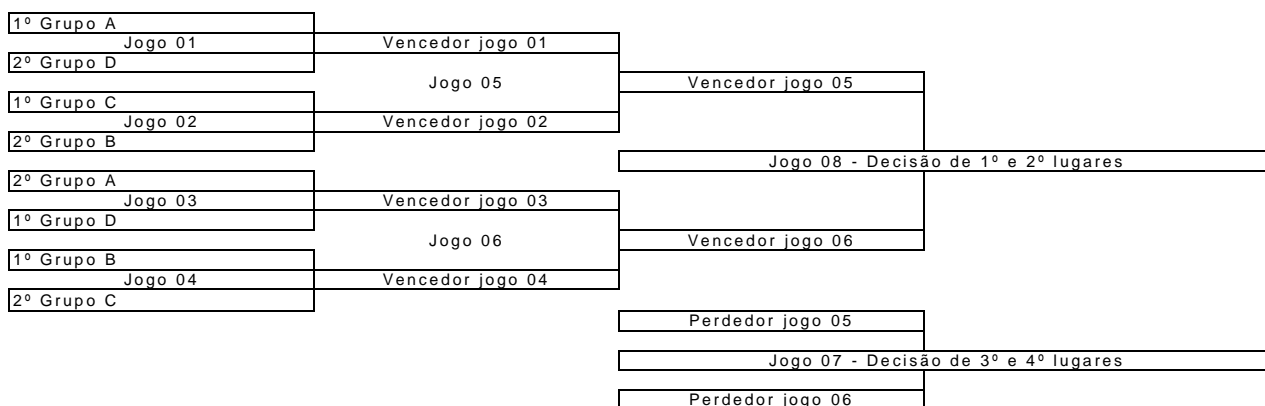 1º Grupo A
Jogo 01 Vencedor jogo 01
2º Grupo D
Jogo 05 Vencedor jogo 05
1º Grupo C
Jogo 02 Vencedor jogo 02
2º Grupo B
Jogo 08 - Decisão de 1º e 2º lugares
2º Grupo A
Jogo 03 Vencedor jogo 03
1º Grupo D
Jogo 06 Vencedor jogo 06
1º Grupo B
Jogo 04 Vencedor jogo 04
2º Grupo C
Perdedor jogo 05
Jogo 07 - Decisão de 3º e 4º lugares
Perdedor jogo 06